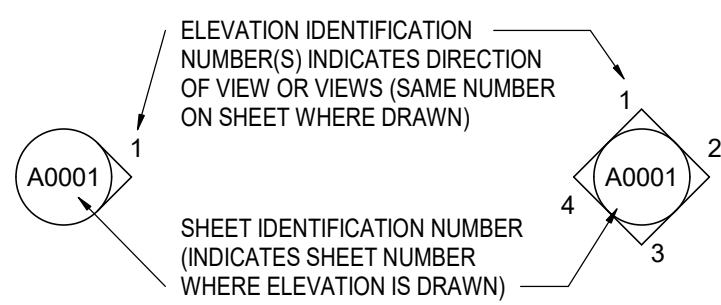 ELEVATION IDENTIFICATION
NUMBER(S) INDICATES DIRECTION
OF VIEW OR VIEWS (SAME NUMBER
ON SHEET WHERE DRAWN)
1
A0001
1
2
A0001
4
3
SHEET IDENTIFICATION NUMBER
(INDICATES SHEET NUMBER
WHERE ELEVATION IS DRAWN)